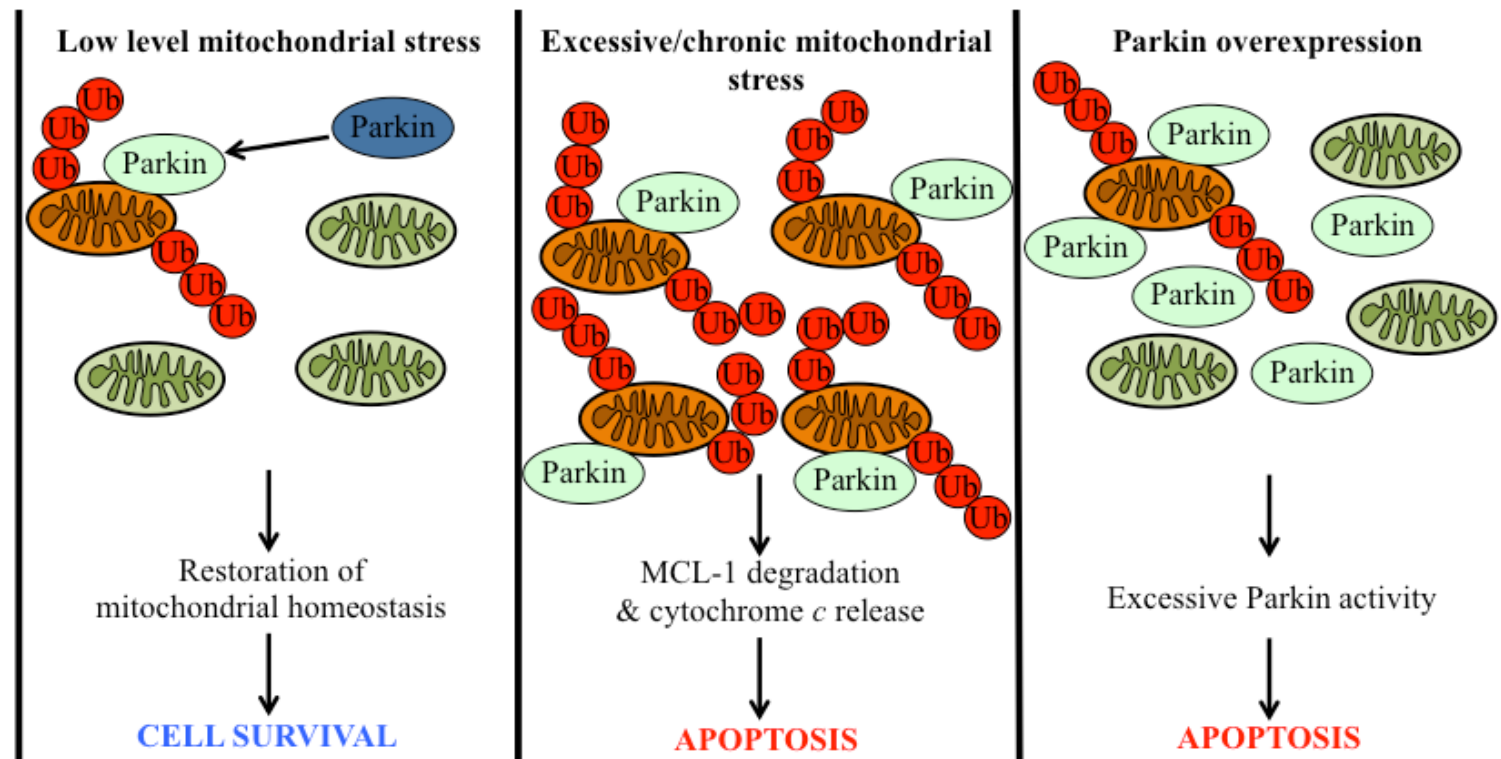 Low level mitochondrial stress
Ub
Ub
Ub
Parkin
Parkin
Ub
Ub
Ub
Restoration of
mitochondrial homeostasis
CELL SURVIVAL
Excessive/chronic mitochondrial
stress
Ub
Ub
Ub
Parkin
Ub
Ub
Ub
Ub
Ub
Ub
Parkin
Ub
Ub
Ub
Ub
Ub
Ub
Ub
Ub
Ub
Parkin
Ub
Ub
Ub
Parkin
Ub
Ub
Ub
MCL-1 degradation
& cytochrome c release
APOPTOSIS
Parkin overexpression
Ub
Ub
Ub
Parkin
Parkin
Ub
Ub
Ub
Parkin
Parkin
Parkin
Excessive Parkin activity
APOPTOSIS